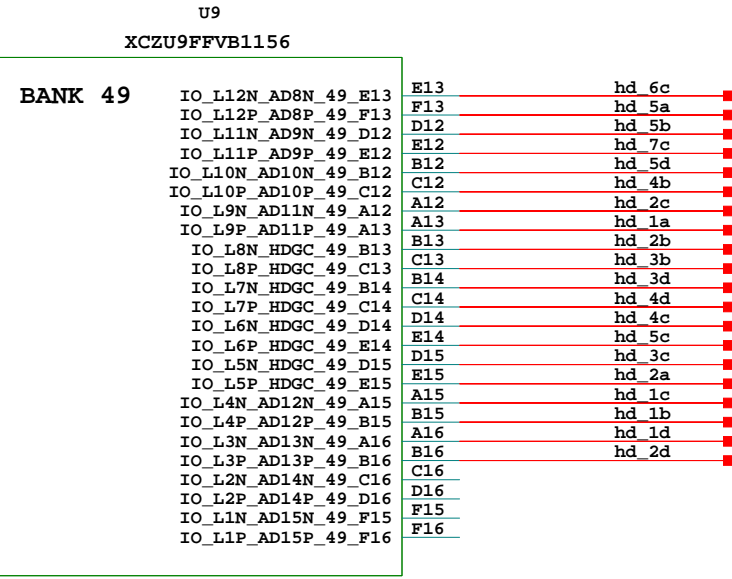 U9
XCZU9FFVB1156
BANK 49
IO_L12N_AD8N_49_E13 E13 hd_6c
IO_L12P_AD8P_49_F13 F13 hd_5a
IO_L11N_AD9N_49_D12 D12 hd_5b
IO_L11P_AD9P_49_E12 E12 hd_7c
IO_L10N_AD10N_49_B12 B12 hd_5d
IO_L10P_AD10P_49_C12 C12 hd_4b
IO_L9N_AD11N_49_A12 A12 hd_2c
IO_L9P_AD11P_49_A13 A13 hd_1a
IO_L8N_HDGC_49_B13 B13 hd_2b
IO_L8P_HDGC_49_C13 C13 hd_3b
IO_L7N_HDGC_49_B14 B14 hd_3d
IO_L7P_HDGC_49_C14 C14 hd_4d
IO_L6N_HDGC_49_D14 D14 hd_4c
IO_L6P_HDGC_49_E14 E14 hd_5c
IO_L5N_HDGC_49_D15 D15 hd_3c
IO_L5P_HDGC_49_E15 E15 hd_2a
IO_L4N_AD12N_49_A15 A15 hd_1c
IO_L4P_AD12P_49_B15 B15 hd_1b
IO_L3N_AD13N_49_A16 A16 hd_1d
IO_L3P_AD13P_49_B16 B16 hd_2d
IO_L2N_AD14N_49_C16 C16
IO_L2P_AD14P_49_D16 D16
IO_L1N_AD15N_49_F15 F15
IO_L1P_AD15P_49_F16 F16